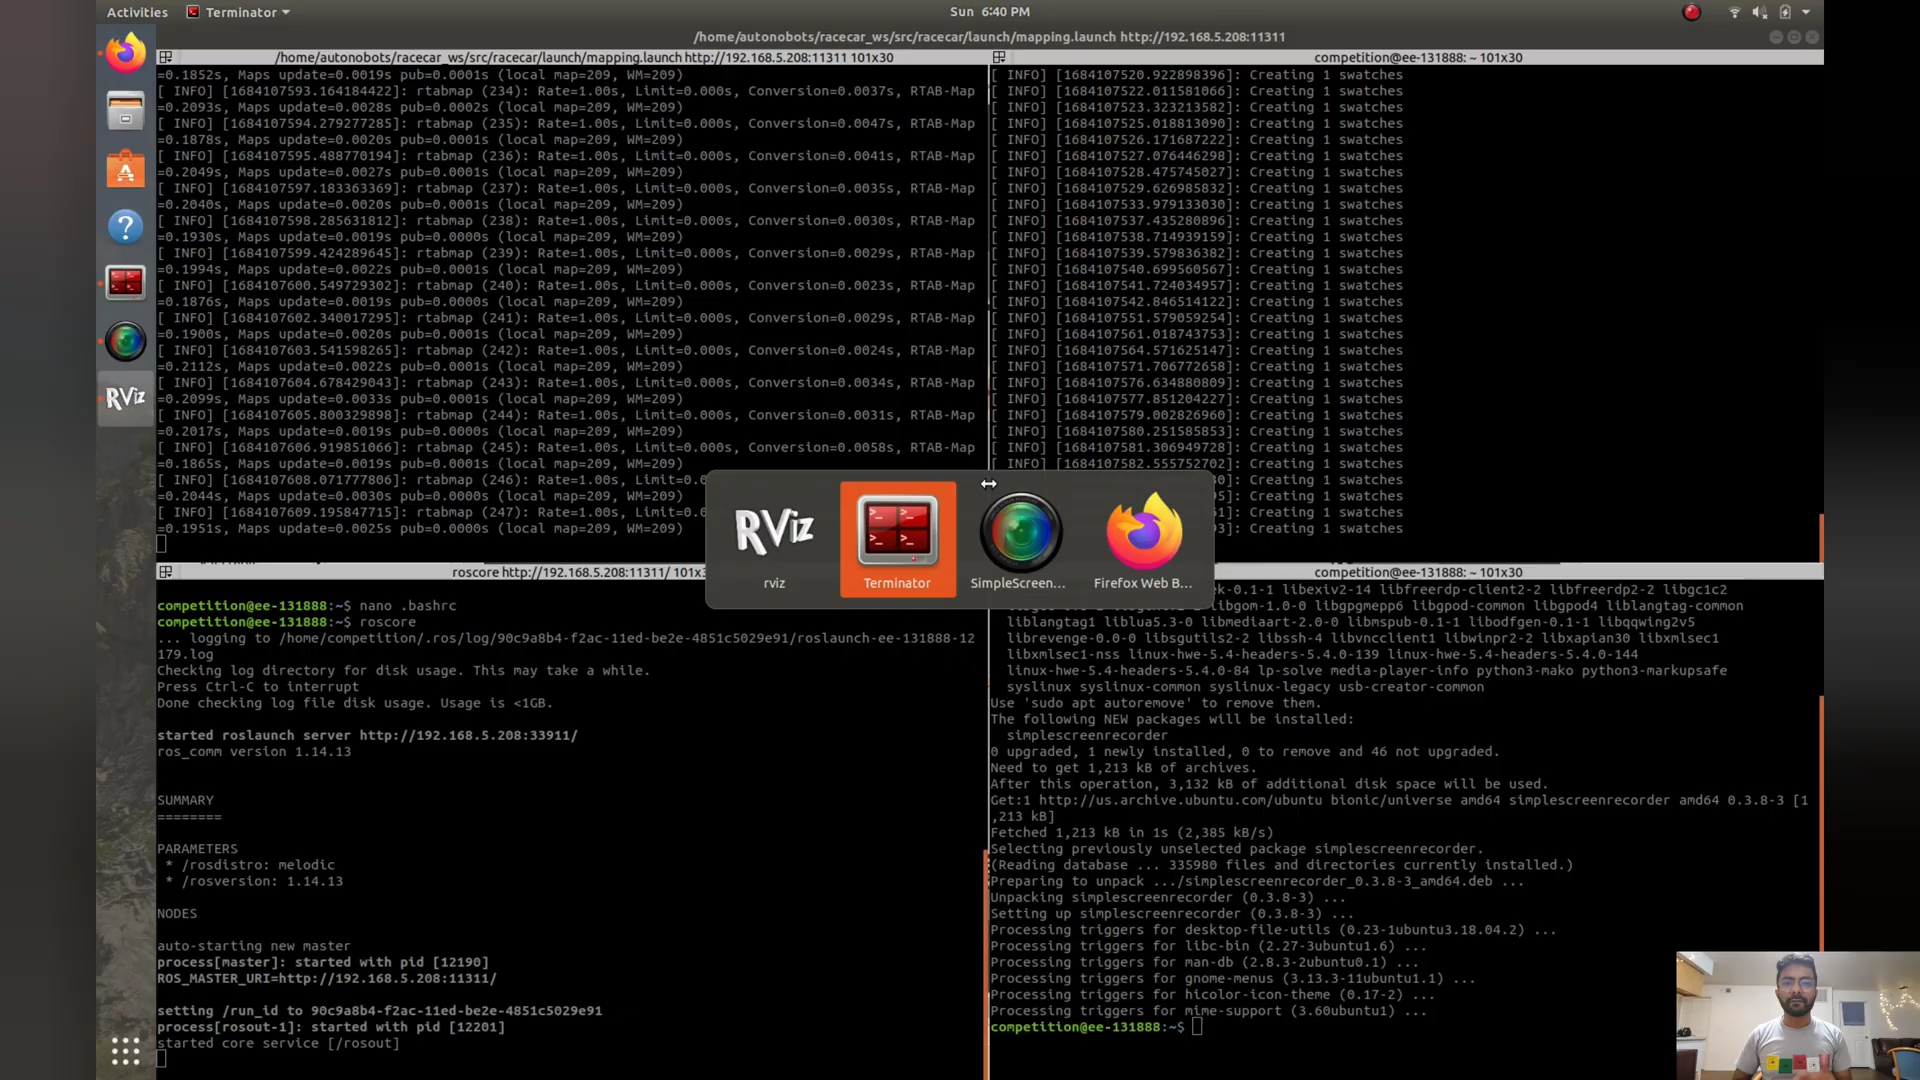 Activities
Terminator
Sun 6:40 PM
/home/autonobots/racecar_ws/src/racecar/launch/mapping.launch http://192.168.5.208:11311
/home/autonobots/racecar_ws/src/racecar/launch/mapping.launch http://192.168.5.208:11311 101x30
=0.1852s, Maps update=0.0019s pub=0.0001s (local map=209, WM=209)
[ INFO] [1684107593.164184422]: rtabmap (234): Rate=1.00s, Limit=0.000s, Conversion=0.0037s, RTAB-Map
=0.2093s, Maps update=0.0028s pub=0.0002s (local map=209, WM=209)
[ INFO] [1684107594.279277285]: rtabmap (235): Rate=1.00s, Limit=0.000s, Conversion=0.0047s, RTAB-Map
=0.1878s, Maps update=0.0020s pub=0.0001s (local map=209, WM=209)
[ INFO] [1684107595.488770194]: rtabmap (236): Rate=1.00s, Limit=0.000s, Conversion=0.0041s, RTAB-Map
=0.2049s, Maps update=0.0027s pub=0.0001s (local map=209, WM=209)
[ INFO] [1684107597.183363369]: rtabmap (237): Rate=1.00s, Limit=0.000s, Conversion=0.0035s, RTAB-Map
=0.2040s, Maps update=0.0020s pub=0.0001s (local map=209, WM=209)
[ INFO] [1684107598.285631812]: rtabmap (238): Rate=1.00s, Limit=0.000s, Conversion=0.0030s, RTAB-Map
=0.1930s, Maps update=0.0019s pub=0.0000s (local map=209, WM=209)
[ INFO] [1684107599.424289645]: rtabmap (239): Rate=1.00s, Limit=0.000s, Conversion=0.0029s, RTAB-Map
=0.1994s, Maps update=0.0022s pub=0.0001s (local map=209, WM=209)
[ INFO] [1684107600.549729302]: rtabmap (240): Rate=1.00s, Limit=0.000s, Conversion=0.0023s, RTAB-Map
=0.1876s, Maps update=0.0019s pub=0.0000s (local map=209, WM=209)
[ INFO] [1684107602.340017295]: rtabmap (241): Rate=1.00s, Limit=0.000s, Conversion=0.0029s, RTAB-Map
=0.1900s, Maps update=0.0020s pub=0.0001s (local map=209, WM=209)
[ INFO] [1684107603.541598265]: rtabmap (242): Rate=1.00s, Limit=0.000s, Conversion=0.0024s, RTAB-Map
=0.2112s, Maps update=0.0022s pub=0.0001s (local map=209, WM=209)
[ INFO] [1684107604.678429043]: rtabmap (243): Rate=1.00s, Limit=0.000s, Conversion=0.0034s, RTAB-Map
=0.2099s, Maps update=0.0033s pub=0.0001s (local map=209, WM=209)
[ INFO] [1684107605.800329898]: rtabmap (244): Rate=1.00s, Limit=0.000s, Conversion=0.0031s, RTAB-Map
=0.2017s, Maps update=0.0019s pub=0.0000s (local map=209, WM=209)
[ INFO] [1684107606.919851066]: rtabmap (245): Rate=1.00s, Limit=0.000s, Conversion=0.0058s, RTAB-Map
=0.1865s, Maps update=0.0019s pub=0.0001s (local map=209, WM=209)
[ INFO] [1684107608.071777806]: rtabmap (246): Rate=1.00s, Limit=0.0
=0.2044s, Maps update=0.0030s pub=0.0001s (local map=209, WM=209)
[ INFO] [1684107609.195847715]: rtabmap (247): Rate=1.00s, Limit=0.0
=0.1951s, Maps update=0.0025s pub=0.0000s (local map=209, WM=209)
competition@ee-131888: ~ 101x30
[ INFO] [1684107520.922898396]: Creating 1 swatches
[ INFO] [1684107522.011581066]: Creating 1 swatches
[ INFO] [1684107523.323213582]: Creating 1 swatches
[ INFO] [1684107525.018813090]: Creating 1 swatches
[ INFO] [1684107526.171687222]: Creating 1 swatches
[ INFO] [1684107527.076446298]: Creating 1 swatches
[ INFO] [1684107528.475745027]: Creating 1 swatches
[ INFO] [1684107529.626985832]: Creating 1 swatches
[ INFO] [1684107533.979133030]: Creating 1 swatches
[ INFO] [1684107537.435280896]: Creating 1 swatches
[ INFO] [1684107538.714939159]: Creating 1 swatches
[ INFO] [1684107539.579836382]: Creating 1 swatches
[ INFO] [1684107540.699560567]: Creating 1 swatches
[ INFO] [1684107541.724034957]: Creating 1 swatches
[ INFO] [1684107542.846514122]: Creating 1 swatches
[ INFO] [1684107551.579059254]: Creating 1 swatches
[ INFO] [1684107561.018743753]: Creating 1 swatches
[ INFO] [1684107564.571625147]: Creating 1 swatches
[ INFO] [1684107571.706772658]: Creating 1 swatches
[ INFO] [1684107576.634880809]: Creating 1 swatches
[ INFO] [1684107577.851204227]: Creating 1 swatches
[ INFO] [1684107579.002826960]: Creating 1 swatches
[ INFO] [1684107580.251585853]: Creating 1 swatches
[ INFO] [1684107581.306949728]: Creating 1 swatches
[ INFO] [1684107582.555752702]: Creating 1 swatches
5]: Creating 1 swatches
0]: Creating 1 swatches
51]: Creating 1 swatches
93]: Creating 1 swatches
RViz
RViz
rviz
Terminator
SimpleScreen...
Firefox Web B...
roscore http://192.168.5.208:11311/ 101x3
competition@ee-131888:~$ nano .bashrc
competition@ee-131888:~$ roscore
... logging to /home/competition/.ros/log/90c9a8b4-f2ac-11ed-be2e-4851c5029e91/roslaunch-ee-131888-12
179.log
Checking log directory for disk usage. This may take a while.
Press Ctrl-C to interrupt
Done checking log file disk usage. Usage is <1GB.
started roslaunch server http://192.168.5.208:33911/
ros_comm version 1.14.13
SUMMARY
========
PARAMETERS
* /rosdistro: melodic
* /rosversion: 1.14.13
NODES
auto-starting new master
process[master]: started with pid [12190]
ROS_MASTER_URI=http://192.168.5.208:11311/
setting /run_id to 90c9a8b4-f2ac-11ed-be2e-4851c5029e91
process[rosout-1]: started with pid [12201]
started core service [/rosout]
competition@ee-131888: ~ 101x30
ek-0.1-1 libexiv2-14 libfreerdp-client2-2 libfreerdp2-2 libgc1c2
liblangtag1 liblua5.3-0 libmediaart-2.0-0 libmspub-0.1-1 libodfgen-0.1-1 libqqwing2v5
librevenge-0.0-0 libsgutils2-2 libssh-4 libvncclient1 libwinpr2-2 libxapian30 libxmlsec1
libxmlsec1-nss linux-hwe-5.4-headers-5.4.0-139 linux-hwe-5.4-headers-5.4.0-144
linux-hwe-5.4-headers-5.4.0-84 lp-solve media-player-info python3-mako python3-markupsafe
syslinux syslinux-common syslinux-legacy usb-creator-common
Use 'sudo apt autoremove' to remove them.
The following NEW packages will be installed:
simplescreenrecorder
0 upgraded, 1 newly installed, 0 to remove and 46 not upgraded.
Need to get 1,213 kB of archives.
After this operation, 3,132 kB of additional disk space will be used.
Get:1 http://us.archive.ubuntu.com/ubuntu bionic/universe amd64 simplescreenrecorder amd64 0.3.8-3 [1
,213 kB]
Fetched 1,213 kB in 1s (2,385 kB/s)
Selecting previously unselected package simplescreenrecorder.
(Reading database ... 335980 files and directories currently installed.)
Preparing to unpack .../simplescreenrecorder_0.3.8-3_amd64.deb ...
Unpacking simplescreenrecorder (0.3.8-3) ...
Setting up simplescreenrecorder (0.3.8-3) ...
Processing triggers for desktop-file-utils (0.23-1ubuntu3.18.04.2) ...
Processing triggers for libc-bin (2.27-3ubuntu1.6) ...
Processing triggers for man-db (2.8.3-2ubuntu0.1) ...
Processing triggers for gnome-menus (3.13.3-11ubuntu1.1) ...
Processing triggers for hicolor-icon-theme (0.17-2) ...
Processing triggers for mime-support (3.60ubuntu1) ...
competition@ee-131888:~$